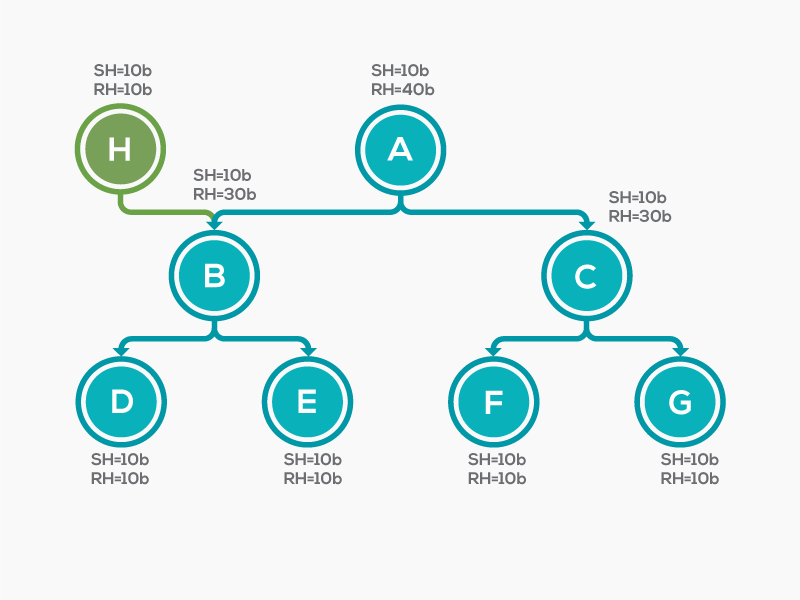 SH=10b
RH=10b
SH=10b
RH=40b
H
A
SH=10b
RH=30b
SH=10b
RH=30b
B
C
D
E
F
G
SH=10b
RH=10b
SH=10b
RH=10b
SH=10b
RH=10b
SH=10b
RH=10b